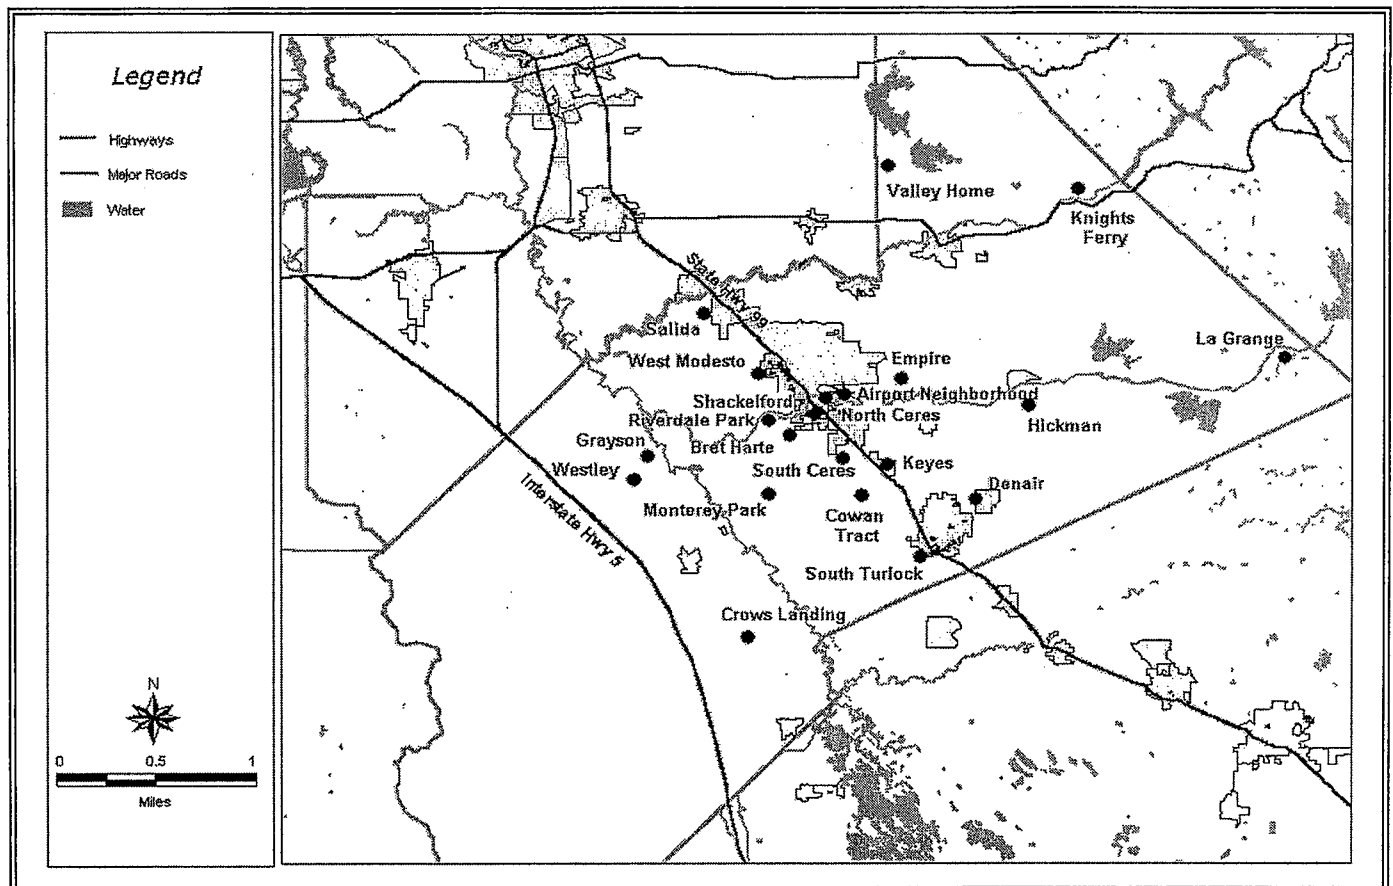 Legend
Highways
Major Roads
Water
N
0 0.5 1
Miles
Valley Home
Knights
Ferry
State Hwy 99
Salida
La Grange
West Modesto
Empire
Shackelford
Airport Neighborhood
Riverdale Park
North Ceres
Hickman
Grayson
Bret Harte
Westley
South Ceres
Keyes
Denair
Interstate Hwy 5
Monterey Park
Cowan
Tract
South Turlock
Crows Landing